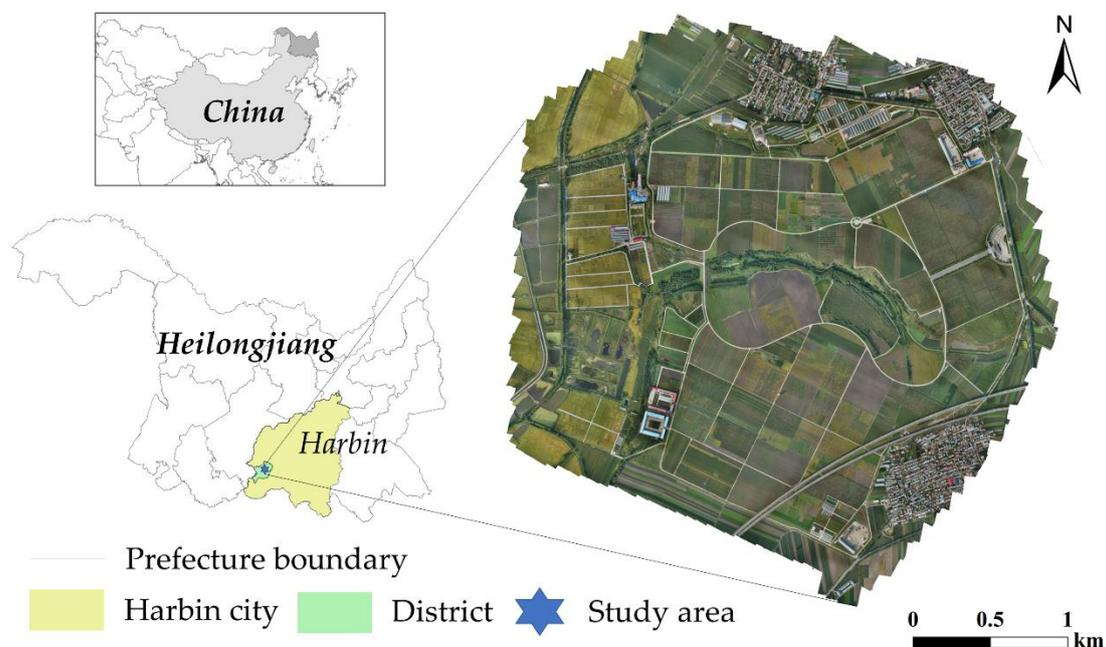 China
N
Heilongjiang
Harbin
Prefecture boundary
Harbin city District Study area
0 0.5 1
km